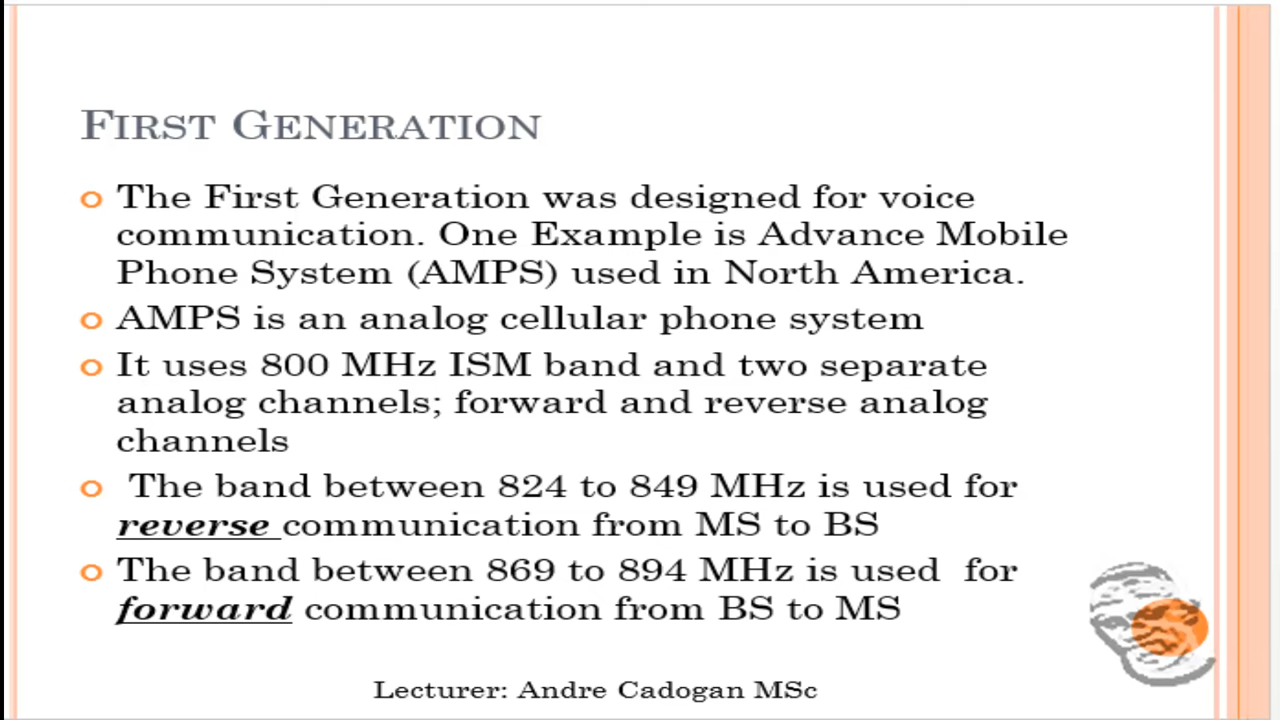 FIRST GENERATION
The First Generation was designed for voice
communication. One Example is Advance Mobile
Phone System (AMPS) used in North America.
AMPS is an analog cellular phone system
It uses 800 MHz ISM band and two separate
analog channels; forward and reverse analog
channels
The band between 824 to 849 MHz is used for
reverse communication from MS to BS
The band between 869 to 894 MHz is used for
forward communication from BS to MS
Lecturer: Andre Cadogan MSc